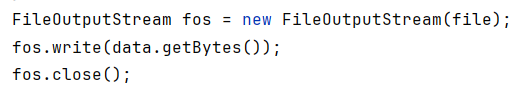 FileOutputStream fos = new FileOutputStream(file);
fos.write(data.getBytes());
fos.close();